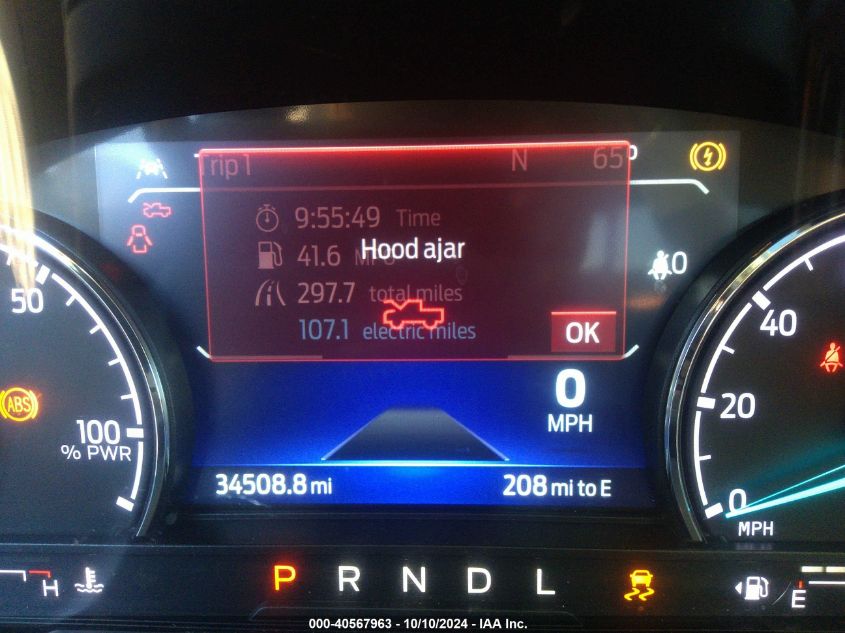 Trip 1 N 65°
9:55:49 Time
Hood ajar
41.6
297.7 total miles
107.1 electric miles
OK
50
100
% PWR
ABS
0
MPH
34508.8 mi
208 mi to E
40
20
0
MPH
H
P R N D L
E
000-40567963 - 10/10/2024 - IAA Inc.